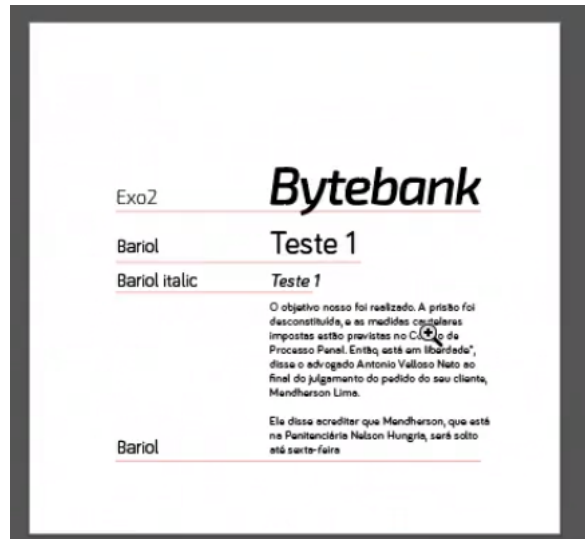 Exo2 Bytebank
Bariol Teste 1
Bariol italic Teste 1
O objetivo nosso foi realizado. A prisão foi
desconstituída, e as medidas cautelares
impostas estão previstas no de
Processo Penal. Então, está em liberdade",
disse o advogado Antonio Velloso Neto ao
final do julgamento do pedido do seu cliente,
Mendherson Lima.
Ele disse acreditar que Mendherson, que está
na Penitenciária Nelson Hungria, será solto
Bariol até sexta-feira